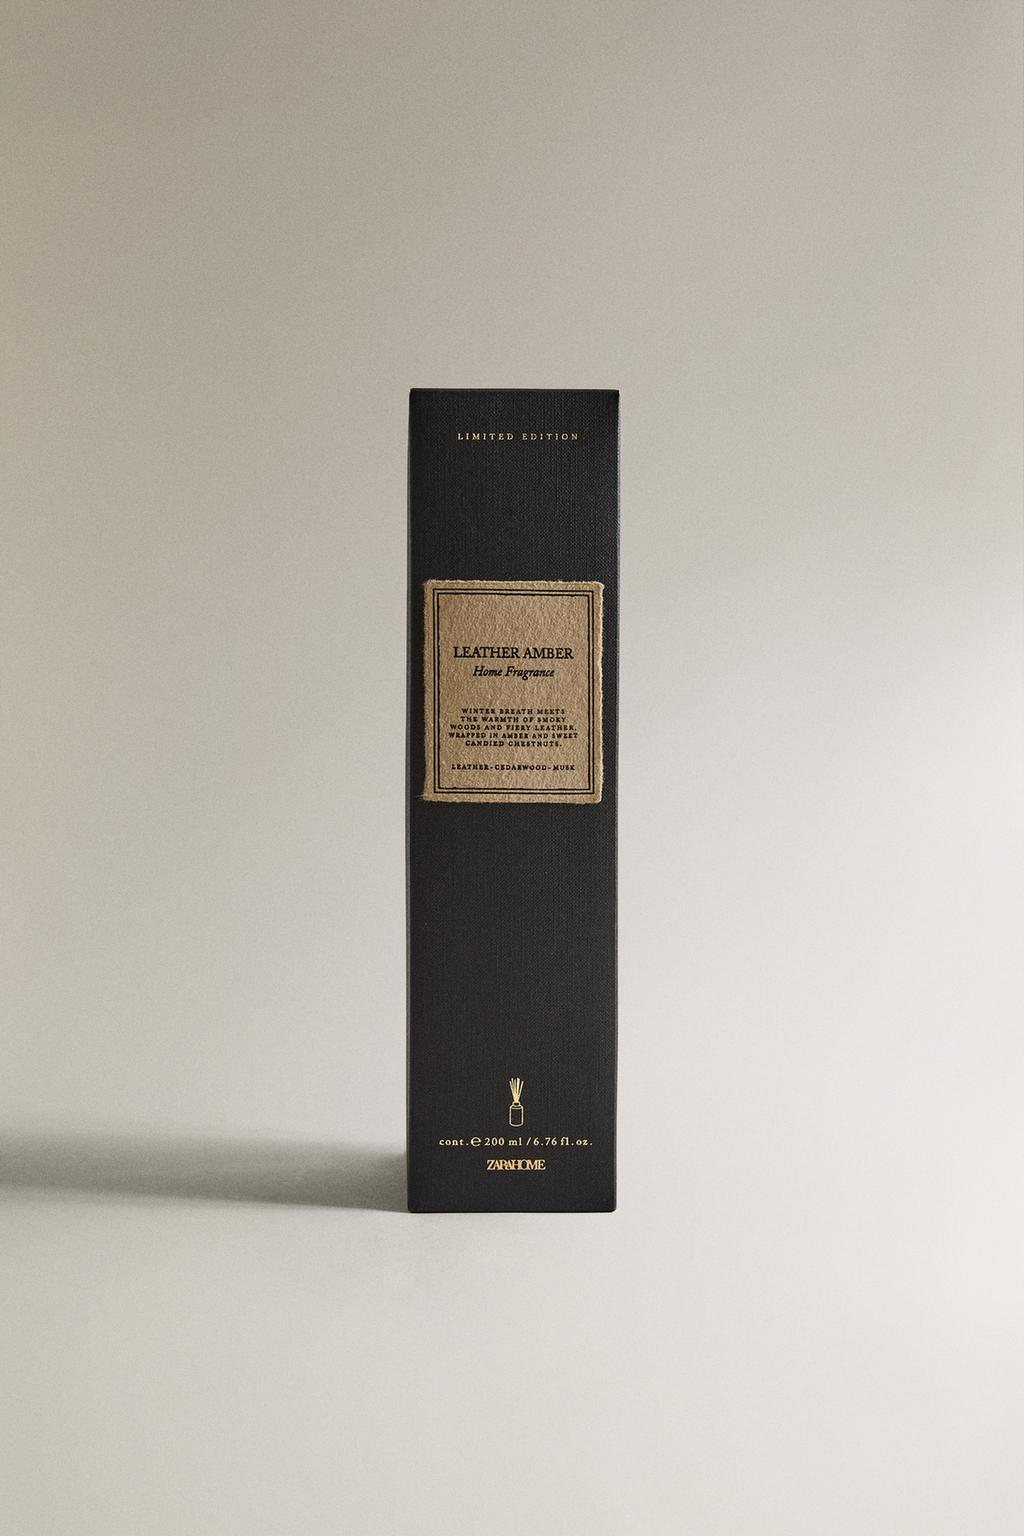 LIMITED EDITION
LEATHER AMBER
Home Fragrance
WINTER BREATH MEETS
THE WARMTH OF SMOKY
WOODS AND FIERY LEATHER,
WRAPPED IN AMBER AND SWEET
CANDIED CHESTNUTS.
LEATHER-CEDARWOOD-MUSK
cont.℮ 200 ml / 6.76 fl. oz.
ZARAHOME